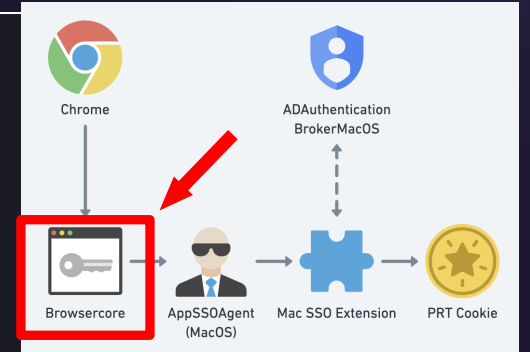 Chrome
ADAuthentication
BrokerMacOS
Browsercore
AppSSOAgent
(MacOS)
Mac SSO Extension
PRT Cookie